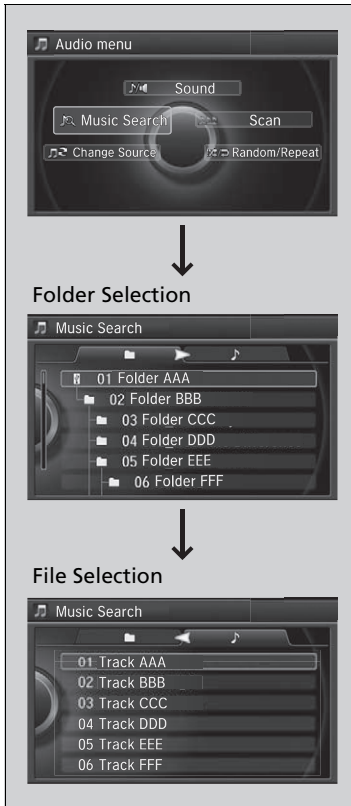 Audio menu
Sound
Music Search
Scan
Change Source
Random/Repeat
Folder Selection
Music Search
01 Folder AAA
02 Folder BBB
03 Folder CCC
04 Folder DDD
05 Folder EEE
06 Folder FFF
File Selection
Music Search
01 Track AAA
02 Track BBB
03 Track CCC
04 Track DDD
05 Track EEE
06 Track FFF